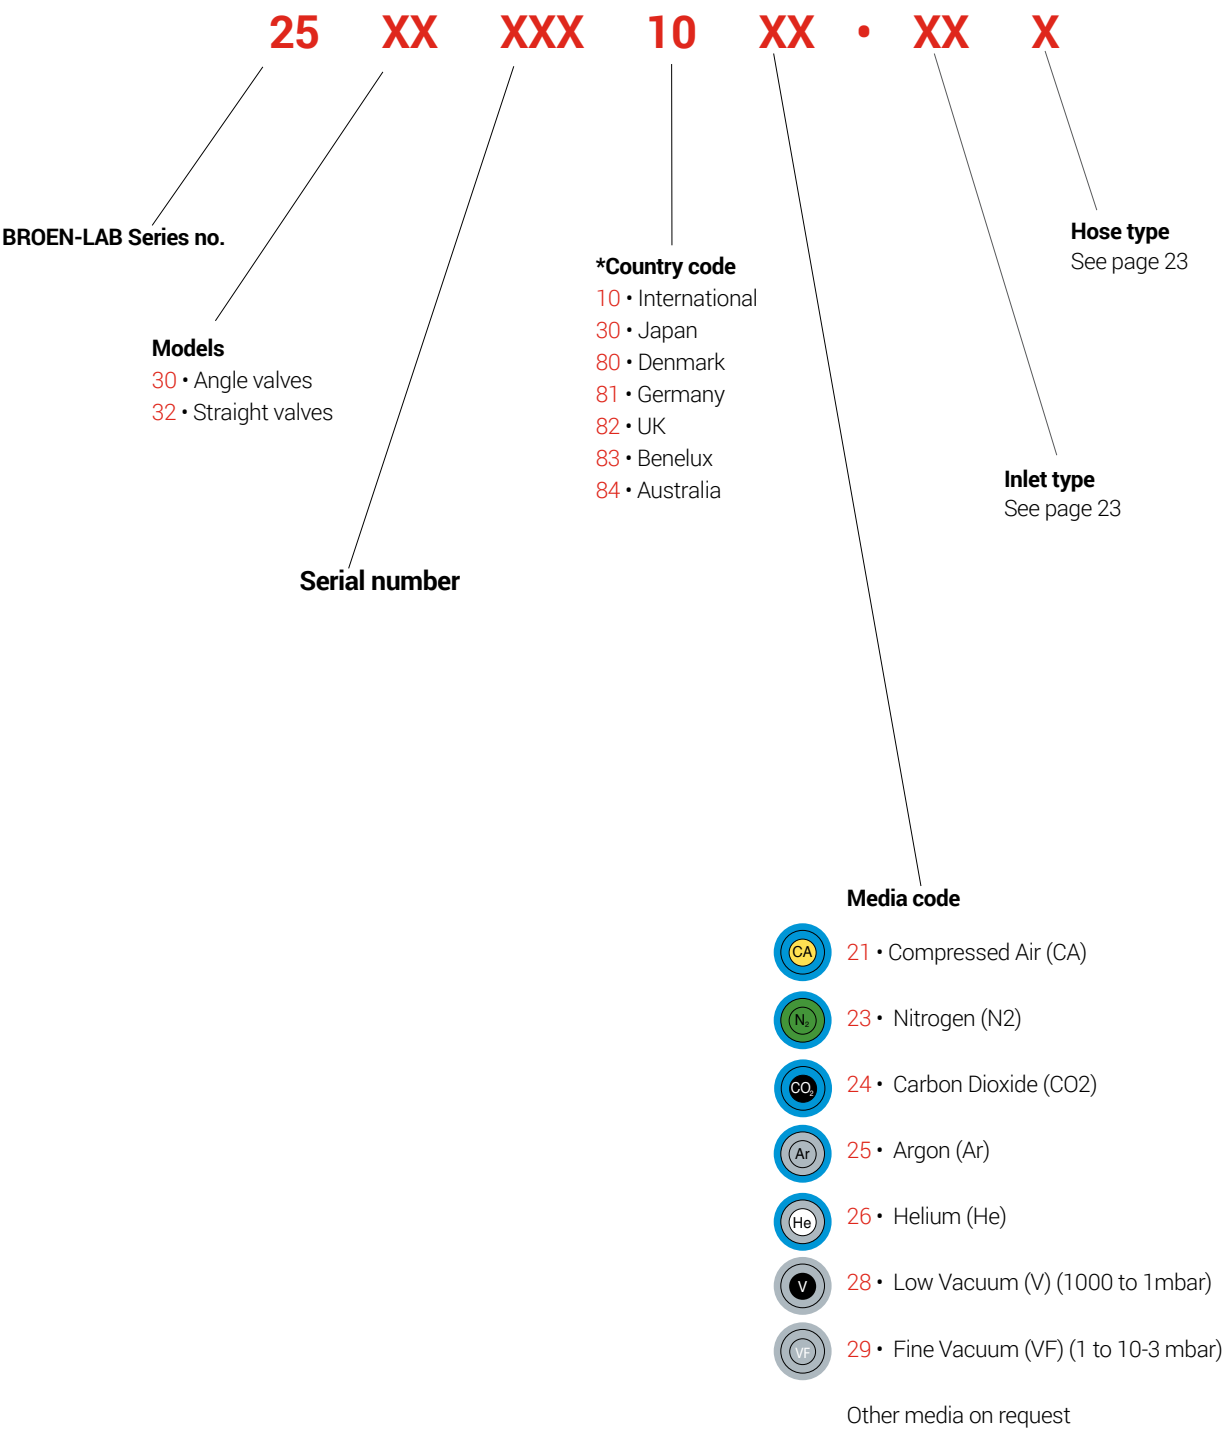 25 XX XXX 10 XX • XX X
BROEN-LAB Series no.
Models
30 • Angle valves
32 • Straight valves
Serial number
*Country code
10 • International
30 • Japan
80 • Denmark
81 • Germany
82 • UK
83 • Benelux
84 • Australia
Hose type
See page 23
Inlet type
See page 23
Media code
CA 21 • Compressed Air (CA)
N₂ 23 • Nitrogen (N2)
CO₂ 24 • Carbon Dioxide (CO2)
Ar 25 • Argon (Ar)
He 26 • Helium (He)
V 28 • Low Vacuum (V) (1000 to 1mbar)
VF 29 • Fine Vacuum (VF) (1 to 10-3 mbar)
Other media on request